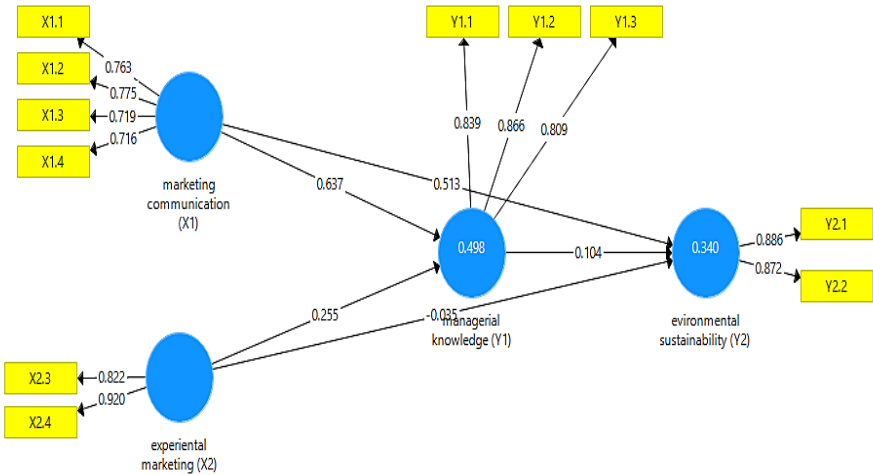 X1.1
X1.2
X1.3
X1.4
0.763
0.775
0.719
0.716
marketing
communication
(X1)
Y1.1
Y1.2
Y1.3
0.839
0.866
0.809
0.637
0.513
0.498
0.104
0.340
0.886
0.872
Y2.1
Y2.2
0.255
-0.035
managerial
knowledge (Y1)
evironmental
sustainability (Y2)
X2.3
X2.4
0.822
0.920
experiental
marketing (X2)